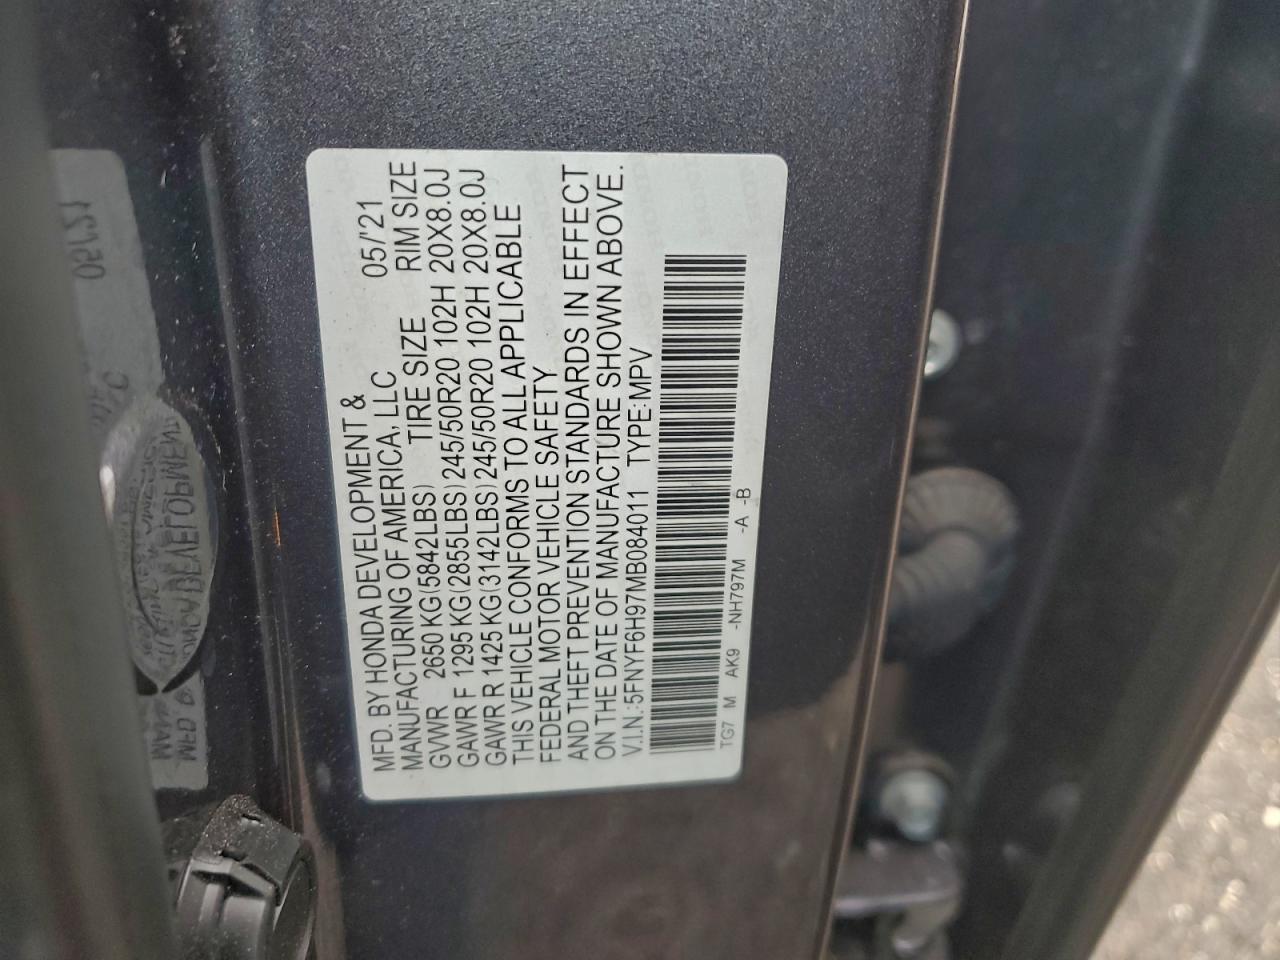 MFD. BY HONDA DEVELOPMENT &
MANUFACTURING OF AMERICA, LLC 05/'21
GVWR 2650 KG(5842LBS) TIRE SIZE RIM SIZE
GAWR F 1295 KG(2855LBS) 245/50R20 102H 20X8.0J
GAWR R 1425 KG(3142LBS) 245/50R20 102H 20X8.0J
THIS VEHICLE CONFORMS TO ALL APPLICABLE
FEDERAL MOTOR VEHICLE SAFETY
AND THEFT PREVENTION STANDARDS IN EFFECT
ON THE DATE OF MANUFACTURE SHOWN ABOVE.
V.I.N.:5FNYF6H97MB084011 TYPE:MPV
TG7 M AK9 -NH797M -A -B